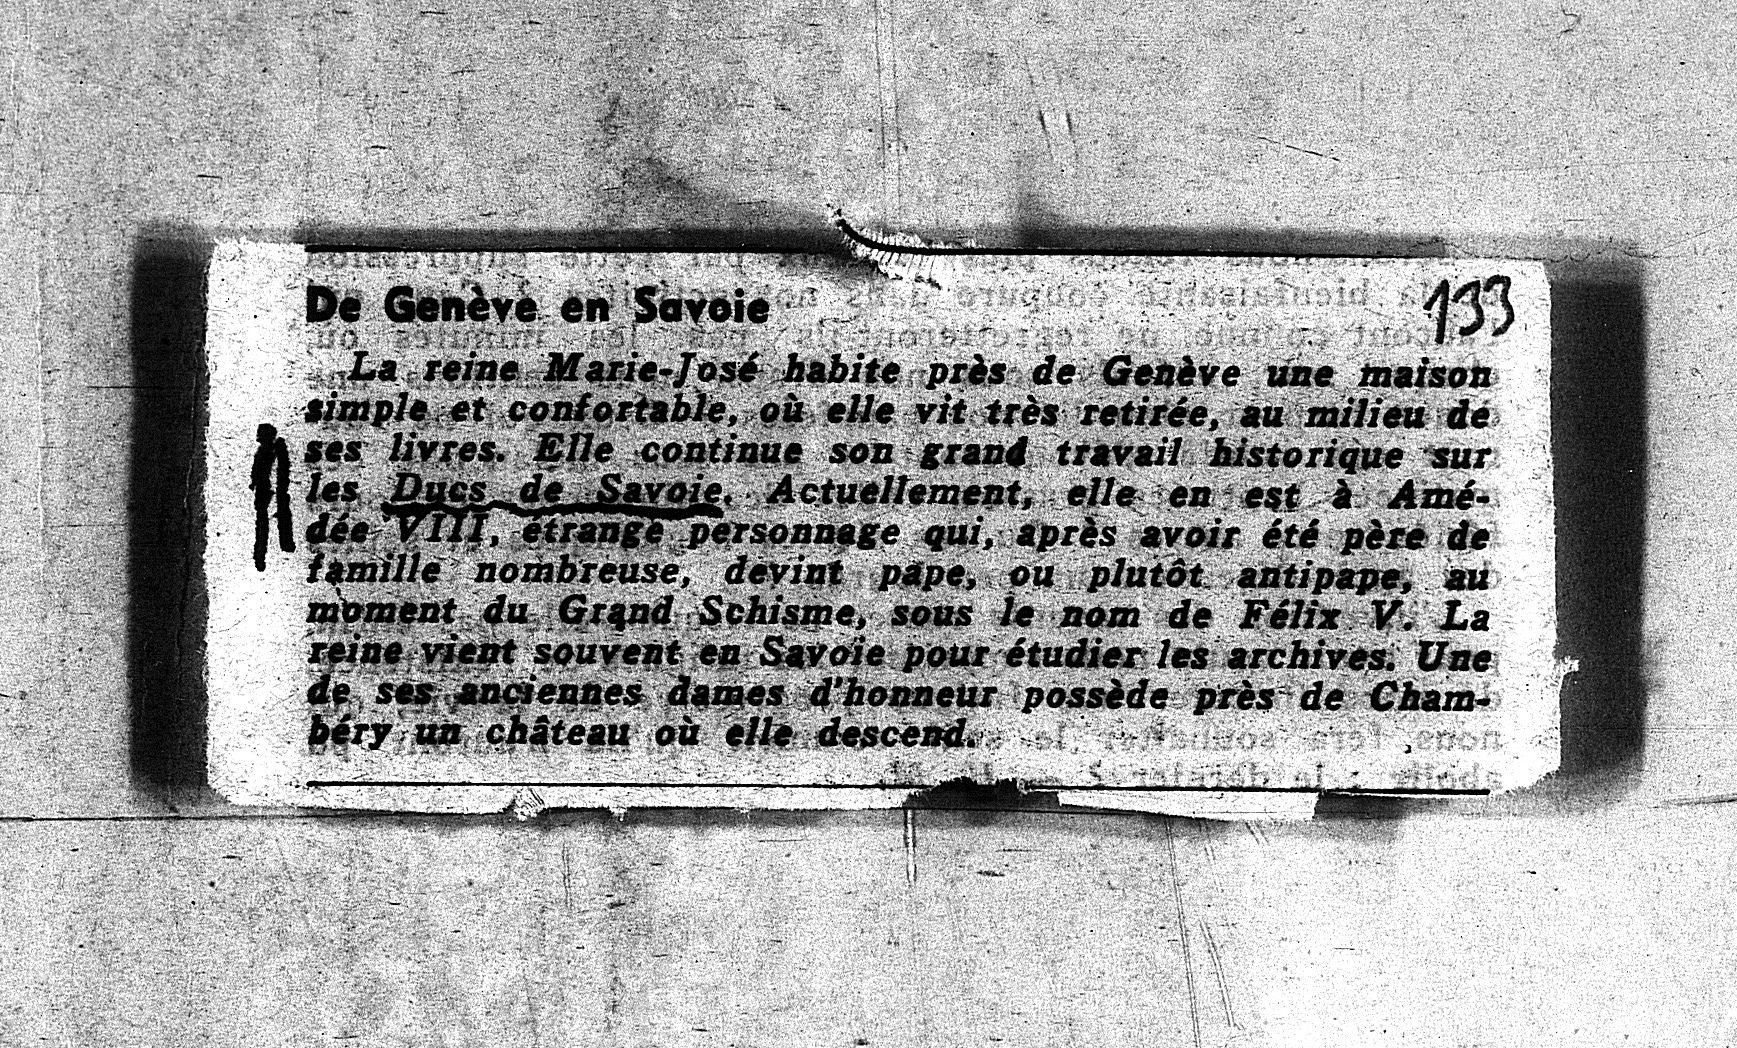 De Genève en Savoie
133
La reine Marie-José habite près de Genève une maison
simple et confortable, où elle vit très retirée, au milieu de
ses livres. Elle continue son grand travail historique sur
les Ducs de Savoie. Actuellement, elle en est à Amé-
dée VIII, étrange personnage qui, après avoir été père de
famille nombreuse, devint pape, ou plutôt antipape, au
moment du Grand Schisme, sous le nom de Félix V. La
reine vient souvent en Savoie pour étudier les archives. Une
de ses anciennes dames d'honneur possède près de Cham-
béry un château où elle descend.